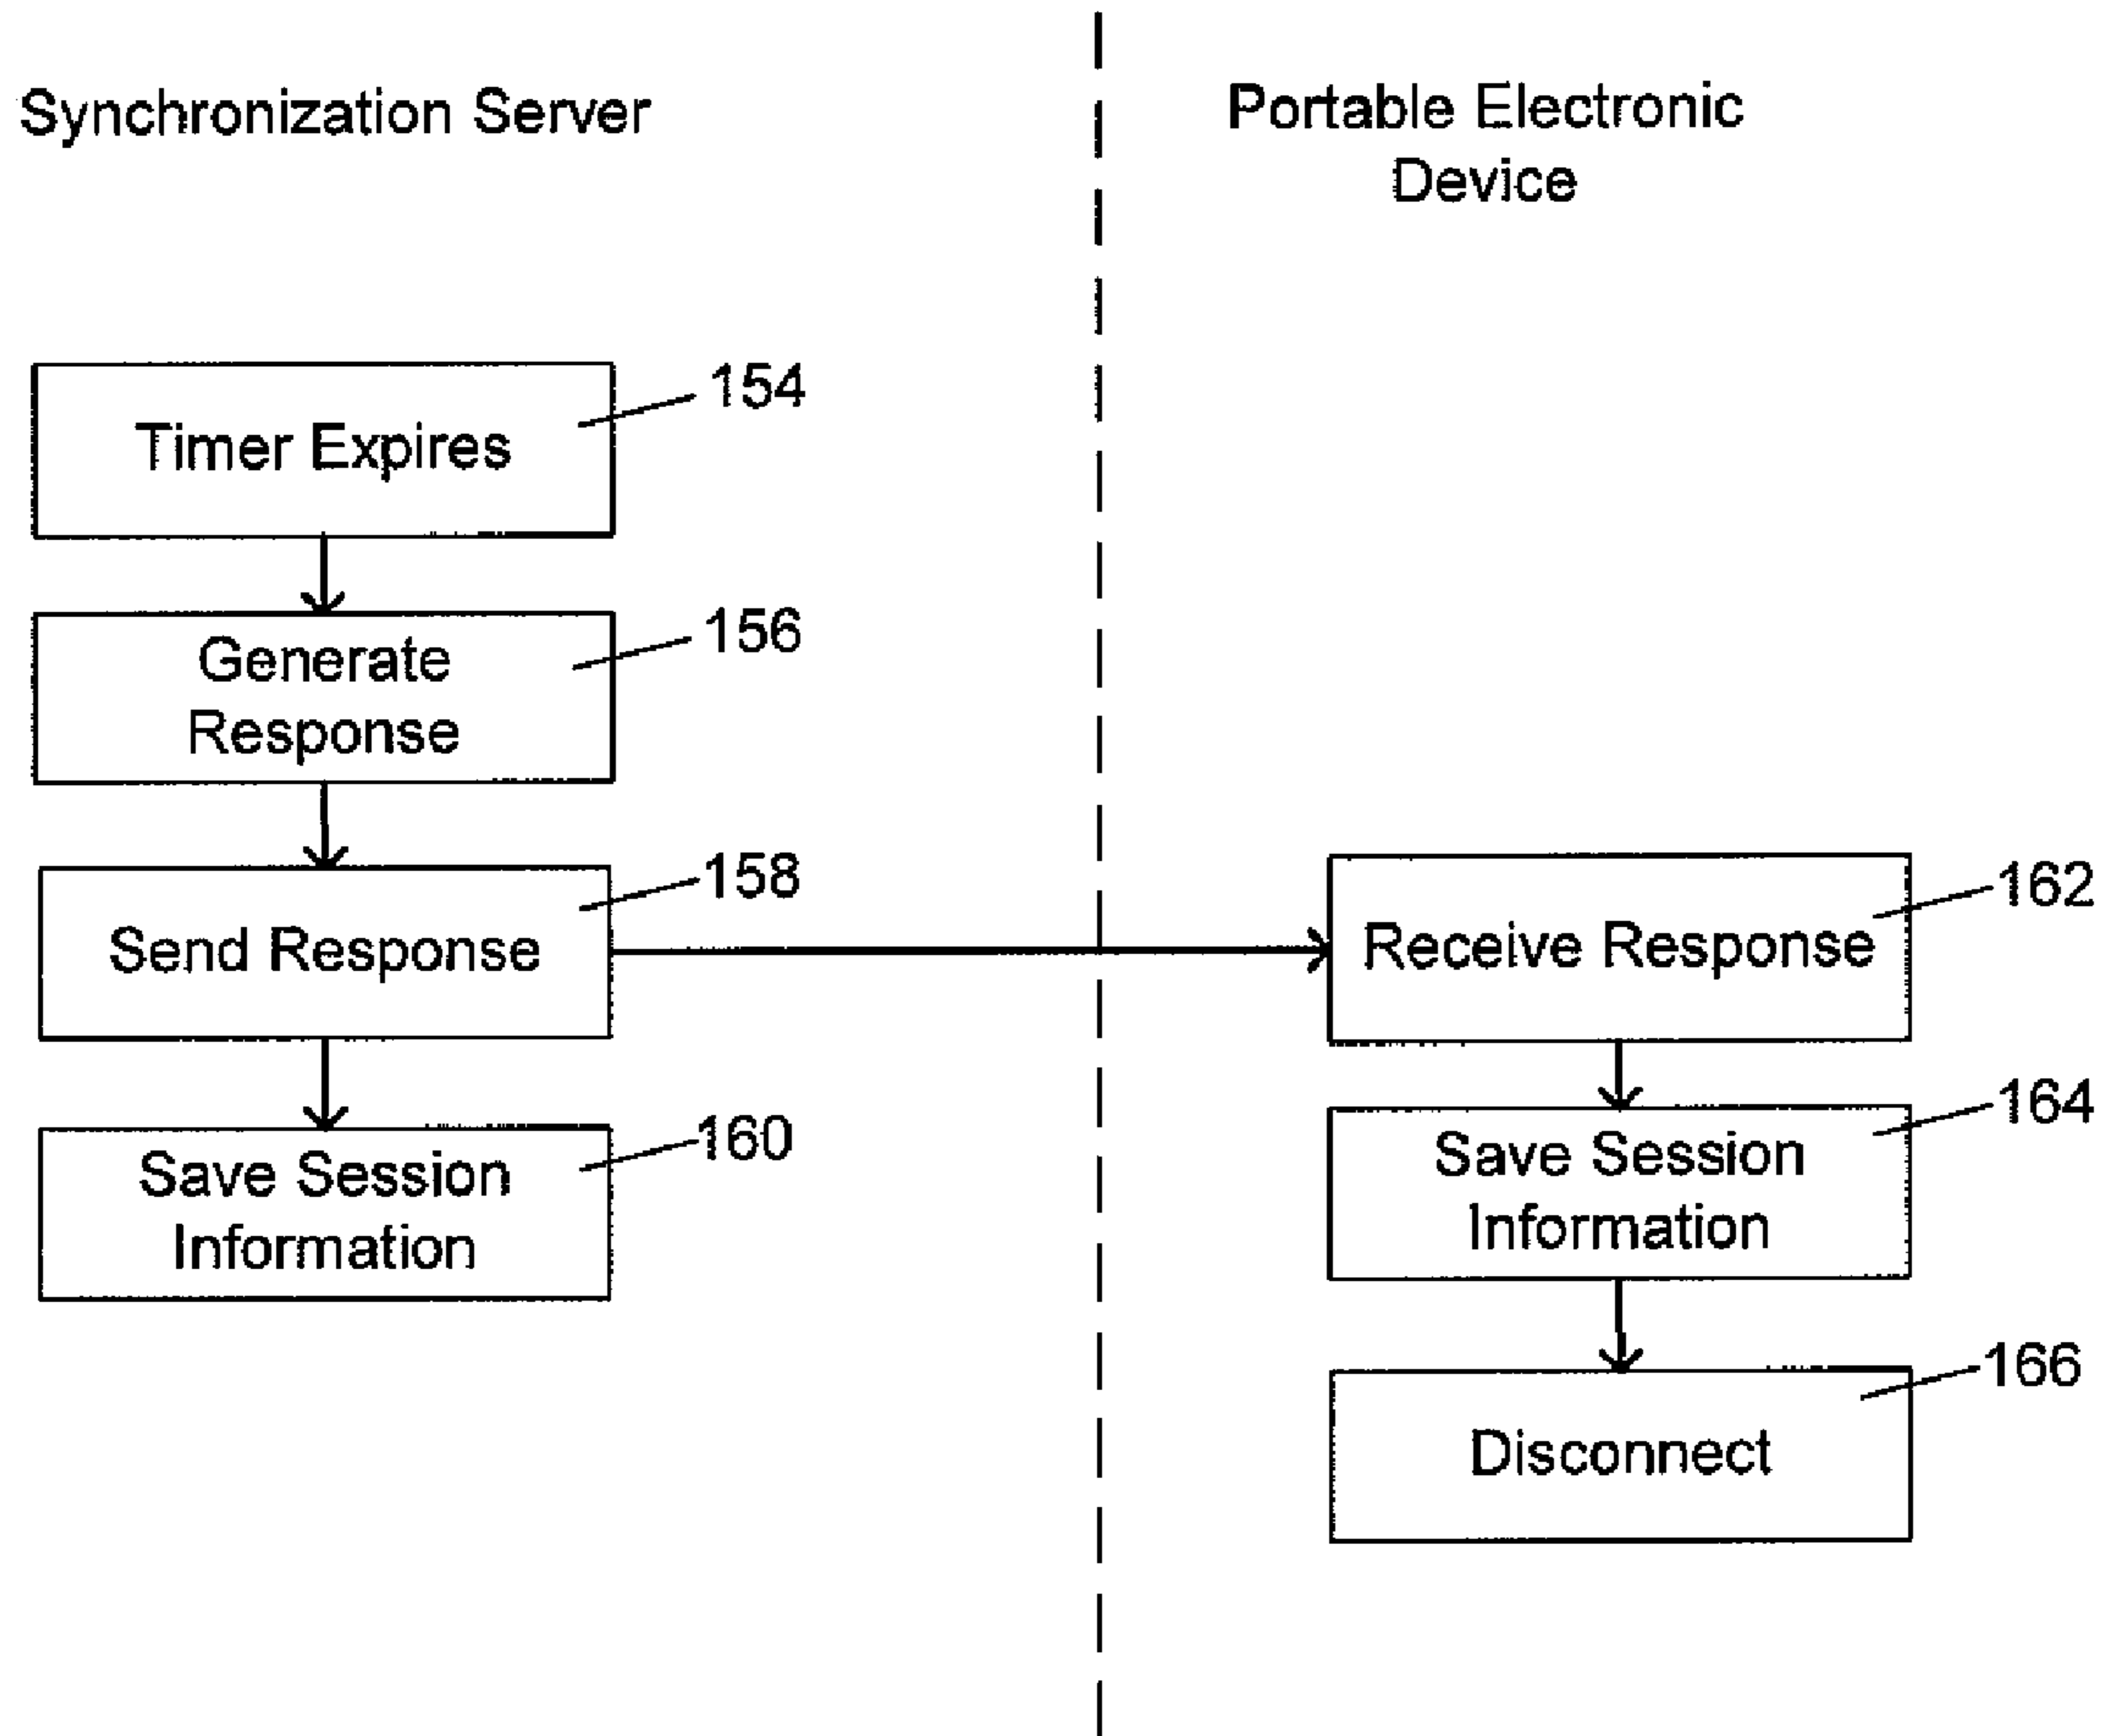 Synchronization Server
Portable Electronic
Device
Timer Expires
154
Generate
Response
156
Send Response
158
Save Session
Information
160
Receive Response
162
Save Session
Information
164
Disconnect
166